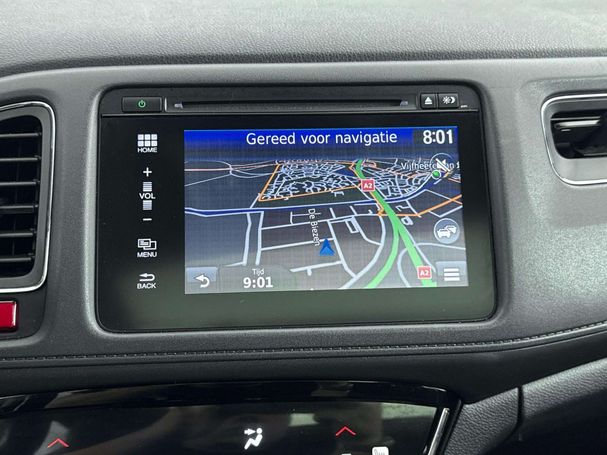 HOME
+
VOL
−
MENU
BACK
Gereed voor navigatie
8:01
A2
De Biezen
A2
Tijd
9:01